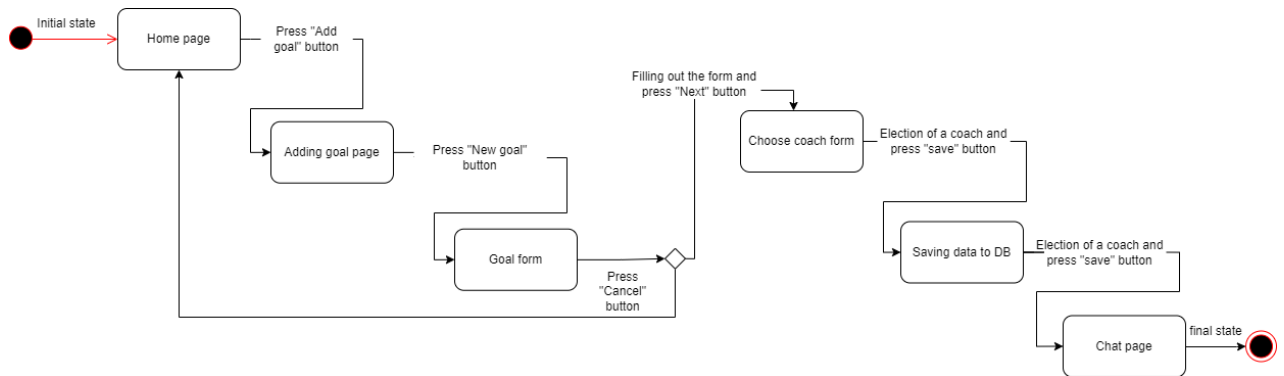 Initial state
Home page
Press "Add
goal" button
Adding goal page
Press "New goal"
button
Goal form
Press
"Cancel"
button
Filling out the form and
press "Next" button
Choose coach form
Election of a coach and
press "save" button
Saving data to DB
Election of a coach and
press "save" button
Chat page
final state